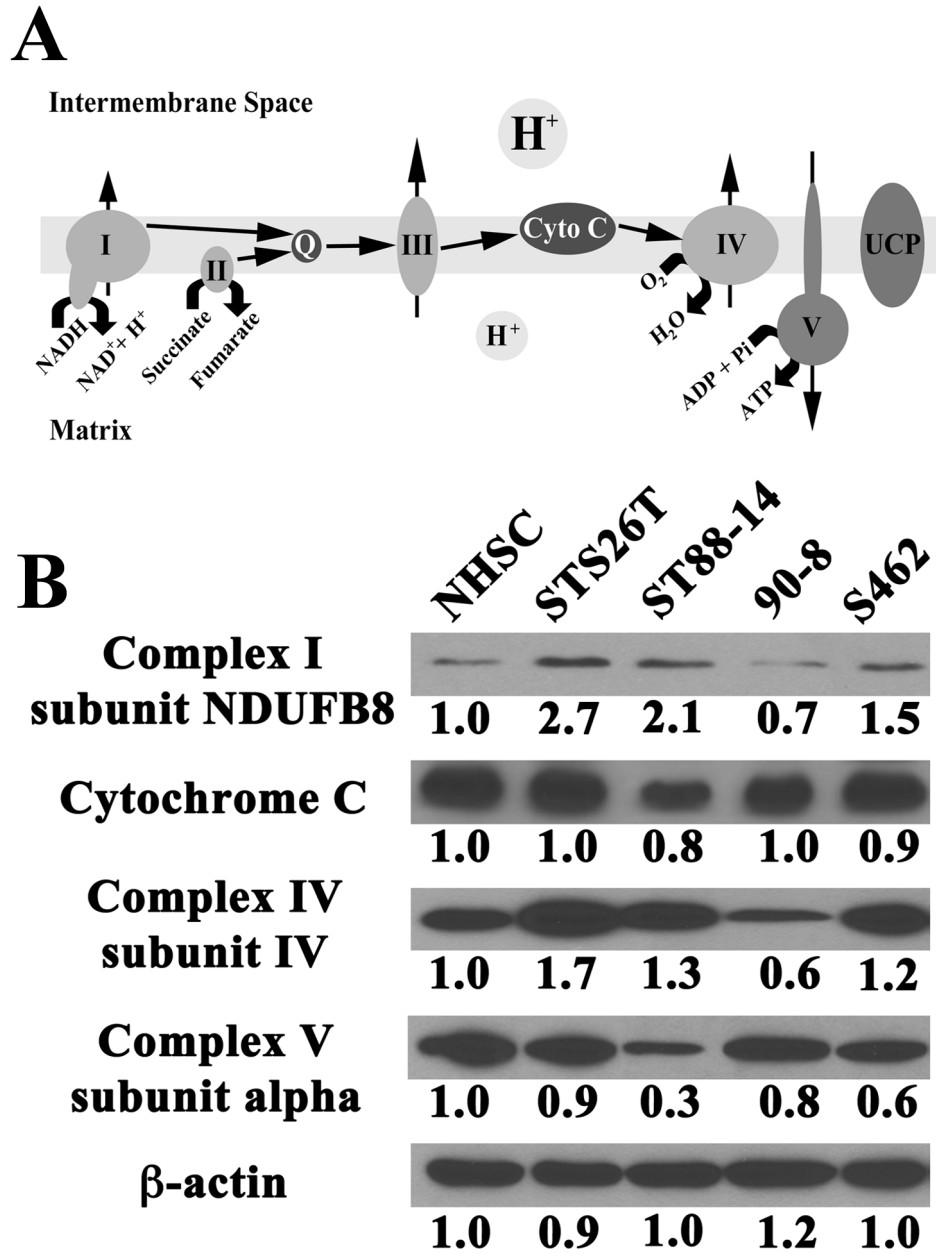 A
Intermembrane Space
H+
I
Q
III
Cyto C
IV
UCP
II
NADH
NAD+ + H+
Succinate
Fumarate
H+
O2
H2O
V
ADP + Pi
ATP
Matrix
B
NHSC STS26T ST88-14 90-8 S462
Complex I
subunit NDUFB8
1.0 2.7 2.1 0.7 1.5
Cytochrome C
1.0 1.0 0.8 1.0 0.9
Complex IV
subunit IV
1.0 1.7 1.3 0.6 1.2
Complex V
subunit alpha
1.0 0.9 0.3 0.8 0.6
β-actin
1.0 0.9 1.0 1.2 1.0